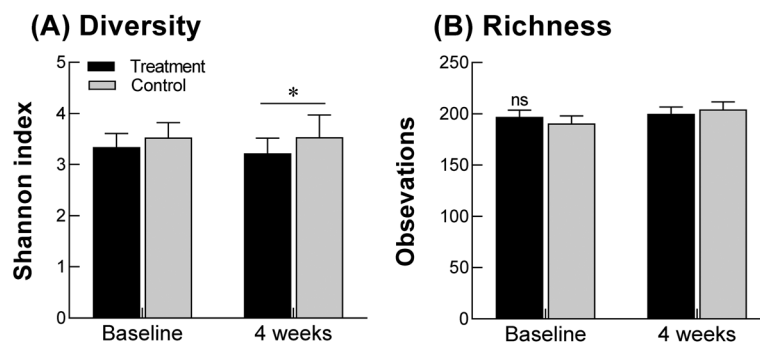 (A) Diversity
Shannon index
5
4
3
2
1
0
Treatment
Control
*
Baseline
4 weeks
(B) Richness
Obsevations
250
200
150
100
50
0
ns
Baseline
4 weeks